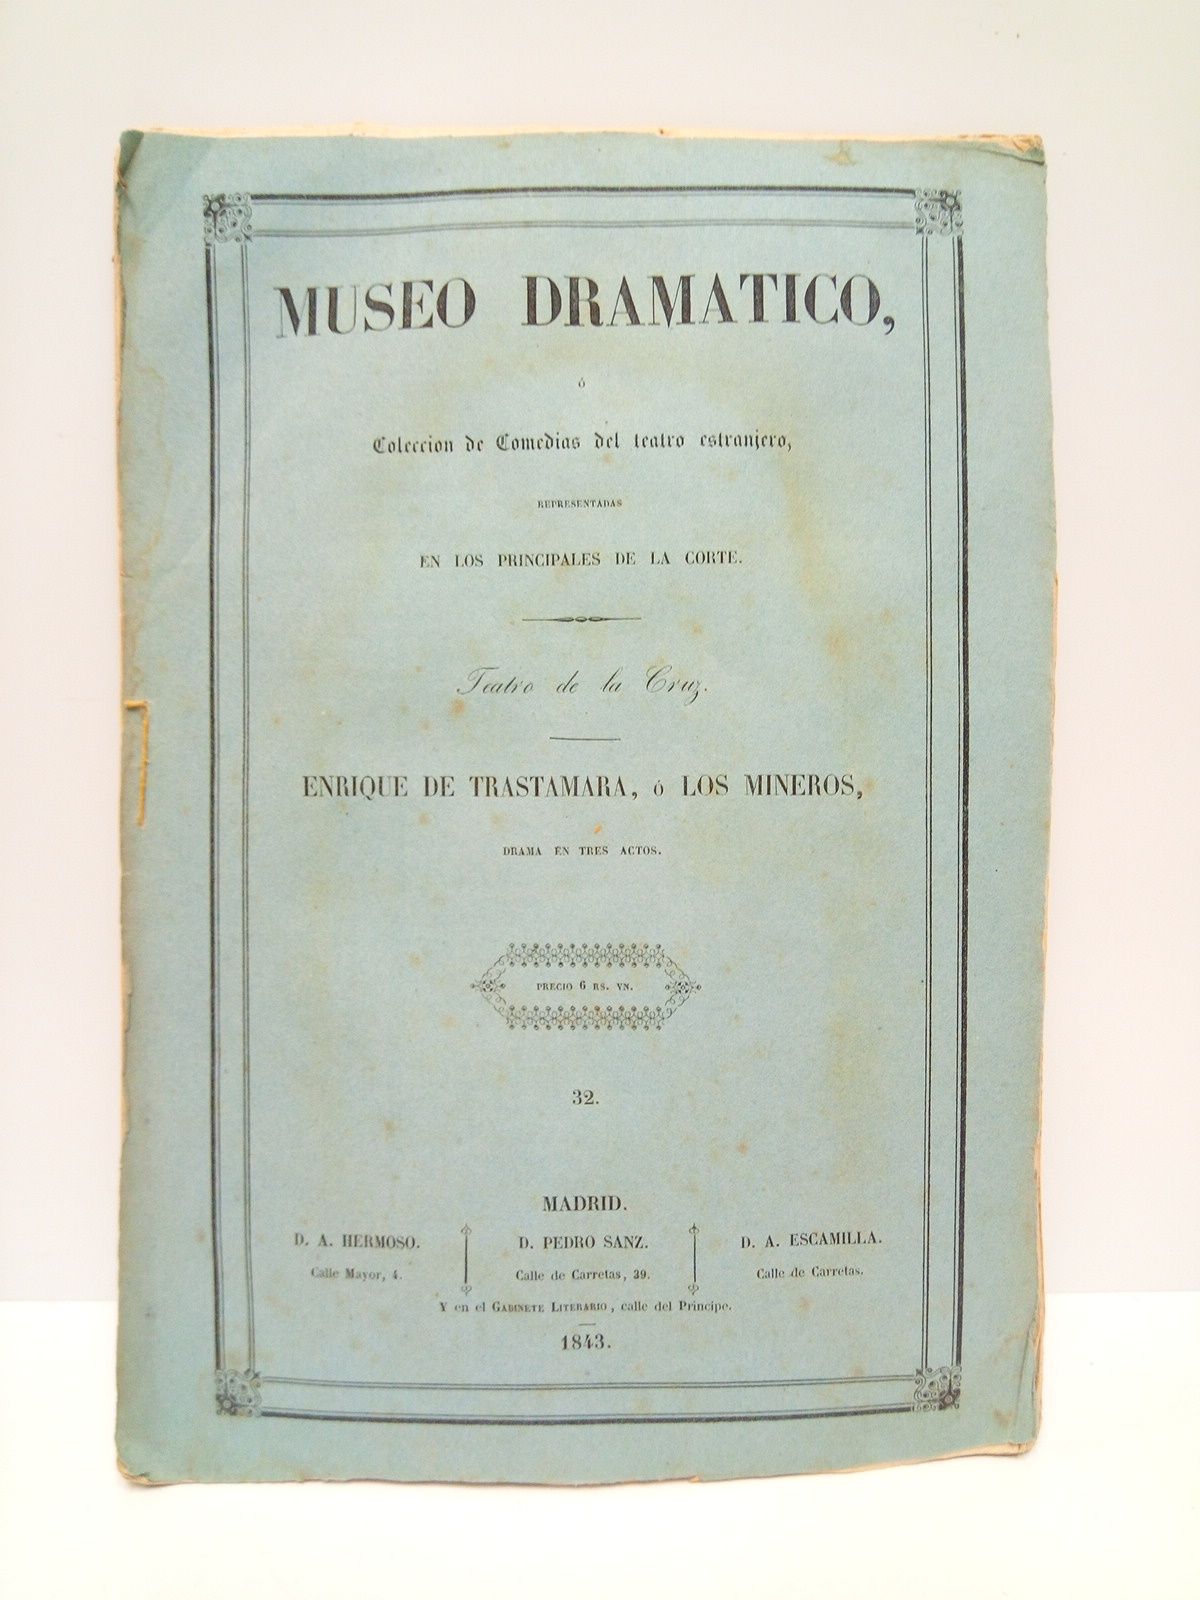 MUSEO DRAMATICO,
ó
Coleccion de Comedias del teatro estranjero,
REPRESENTADAS
EN LOS PRINCIPALES DE LA CORTE.
Teatro de la Cruz.
ENRIQUE DE TRASTAMARA, ó LOS MINEROS,
DRAMA EN TRES ACTOS.
PRECIO 6 RS. VN.
32.
MADRID.
D. A. HERMOSO. D. PEDRO SANZ. D. A. ESCAMILLA.
Calle Mayor, 4. Calle de Carretas, 39. Calle de Carretas.
Y en el GABINETE LITERARIO, calle del Principe.
1843.